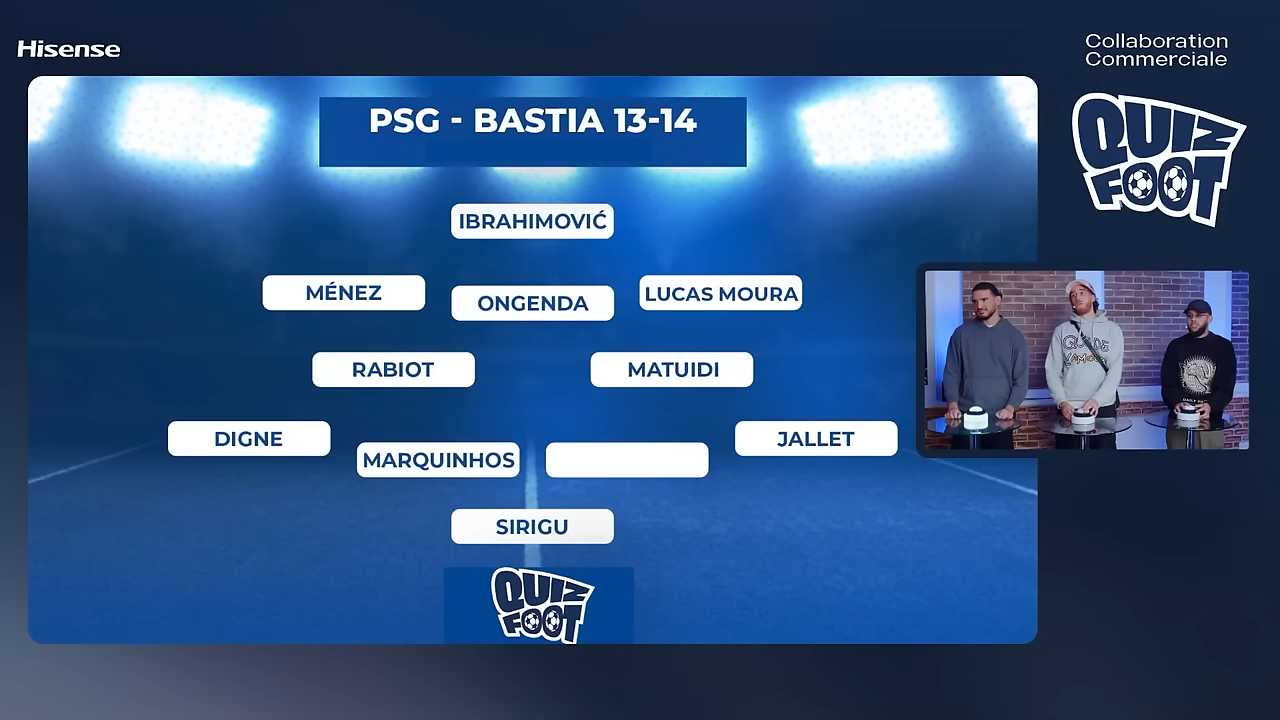 Hisense
Collaboration
Commerciale
QUIZ
FOOT
PSG - BASTIA 13-14
IBRAHIMOVIĆ
MÉNEZ
ONGENDA
LUCAS MOURA
RABIOT
MATUIDI
DIGNE
MARQUINHOS
JALLET
SIRIGU
QUIZ
FOOT